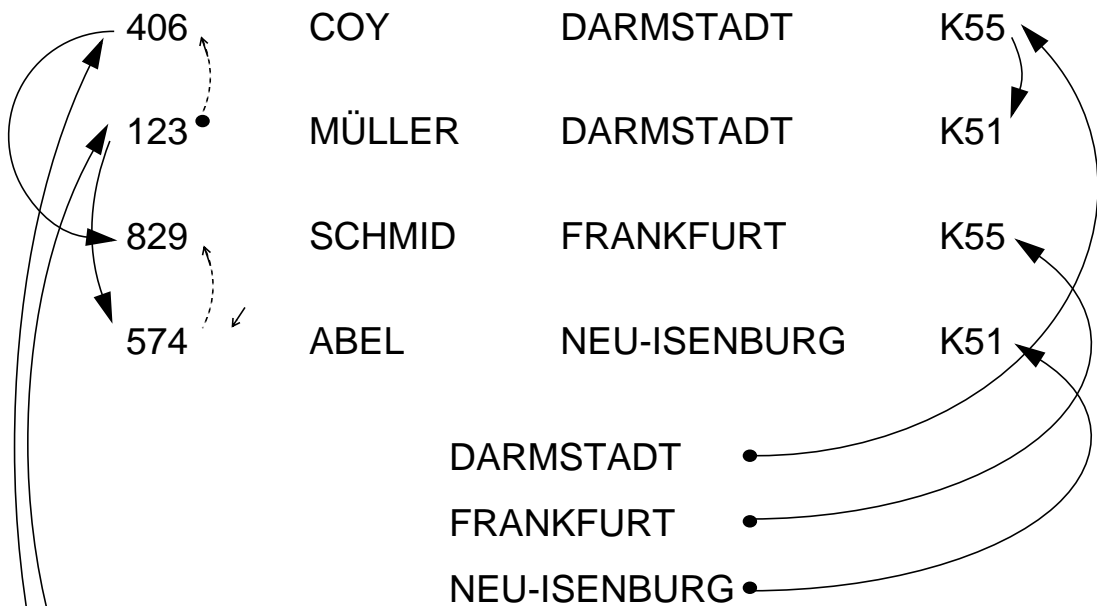 406 COY DARMSTADT K55
123 MÜLLER DARMSTADT K51
829 SCHMID FRANKFURT K55
574 ABEL NEU-ISENBURG K51
DARMSTADT
FRANKFURT
NEU-ISENBURG